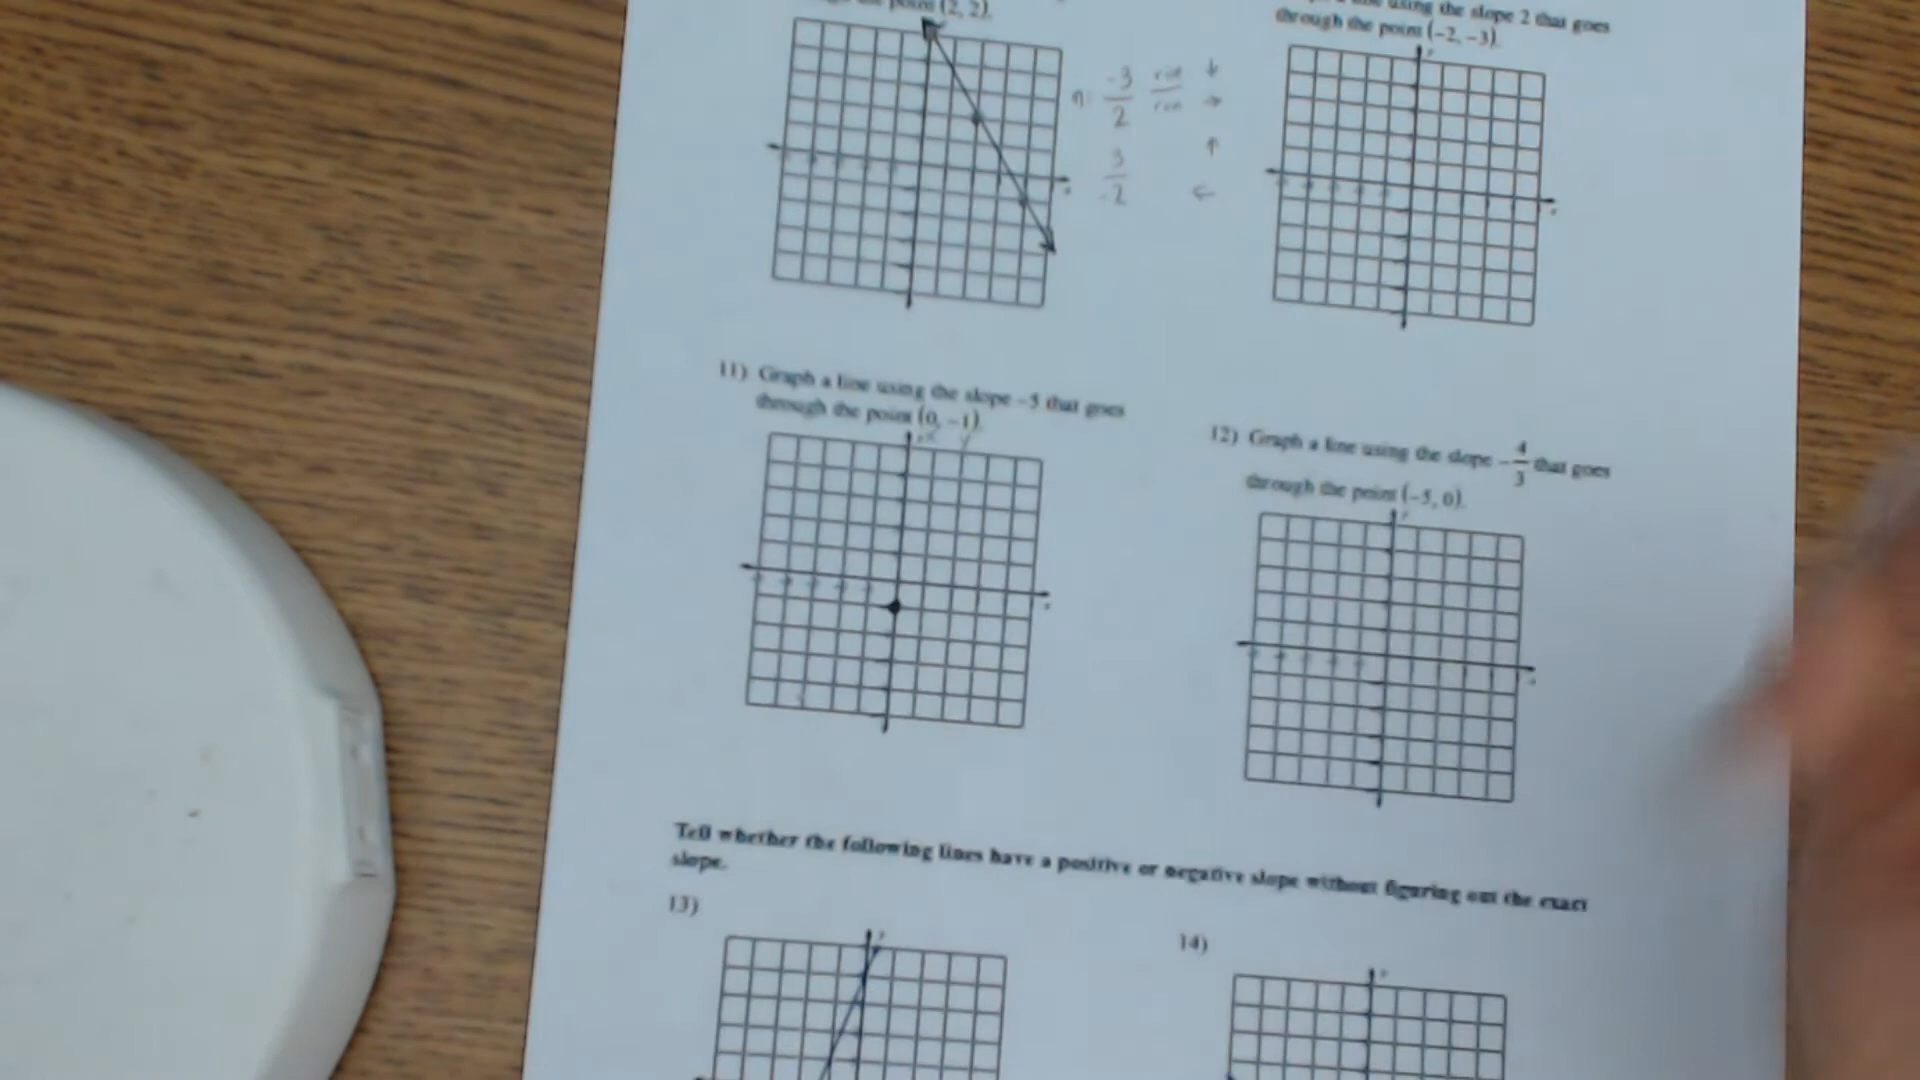 point (2, 2).
using the slope 2 that goes
through the point (−2, −3).
-3
2
rise
run
3
-2
11) Graph a line using the slope −5 that goes
through the point (0, −1).
x y
12) Graph a line using the slope −4/3 that goes
through the point (−5, 0).
Tell whether the following lines have a positive or negative slope without figuring out the exact
slope.
13)
14)